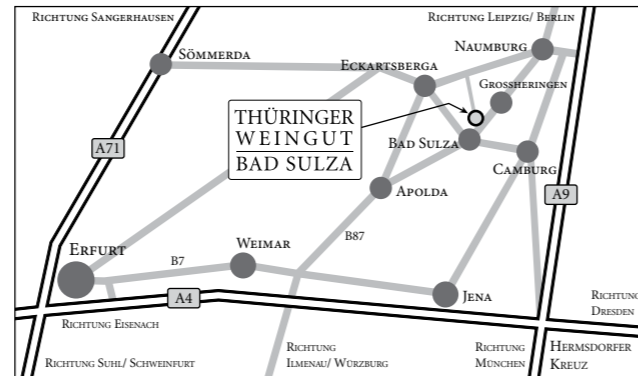 RICHTUNG SANGERHAUSEN
RICHTUNG LEIPZIG/ BERLIN
SÖMMERDA
NAUMBURG
ECKARTSBERGA
GROSSHERINGEN
THÜRINGER
WEINGUT
BAD SULZA
BAD SULZA
A71
CAMBURG
APOLDA
A9
B87
ERFURT
WEIMAR
B7
JENA
A4
RICHTUNG
DRESDEN
RICHTUNG EISENACH
RICHTUNG SUHL/ SCHWEINFURT
RICHTUNG
ILMENAU/ WÜRZBURG
RICHTUNG
MÜNCHEN
HERMSDORFER
KREUZ